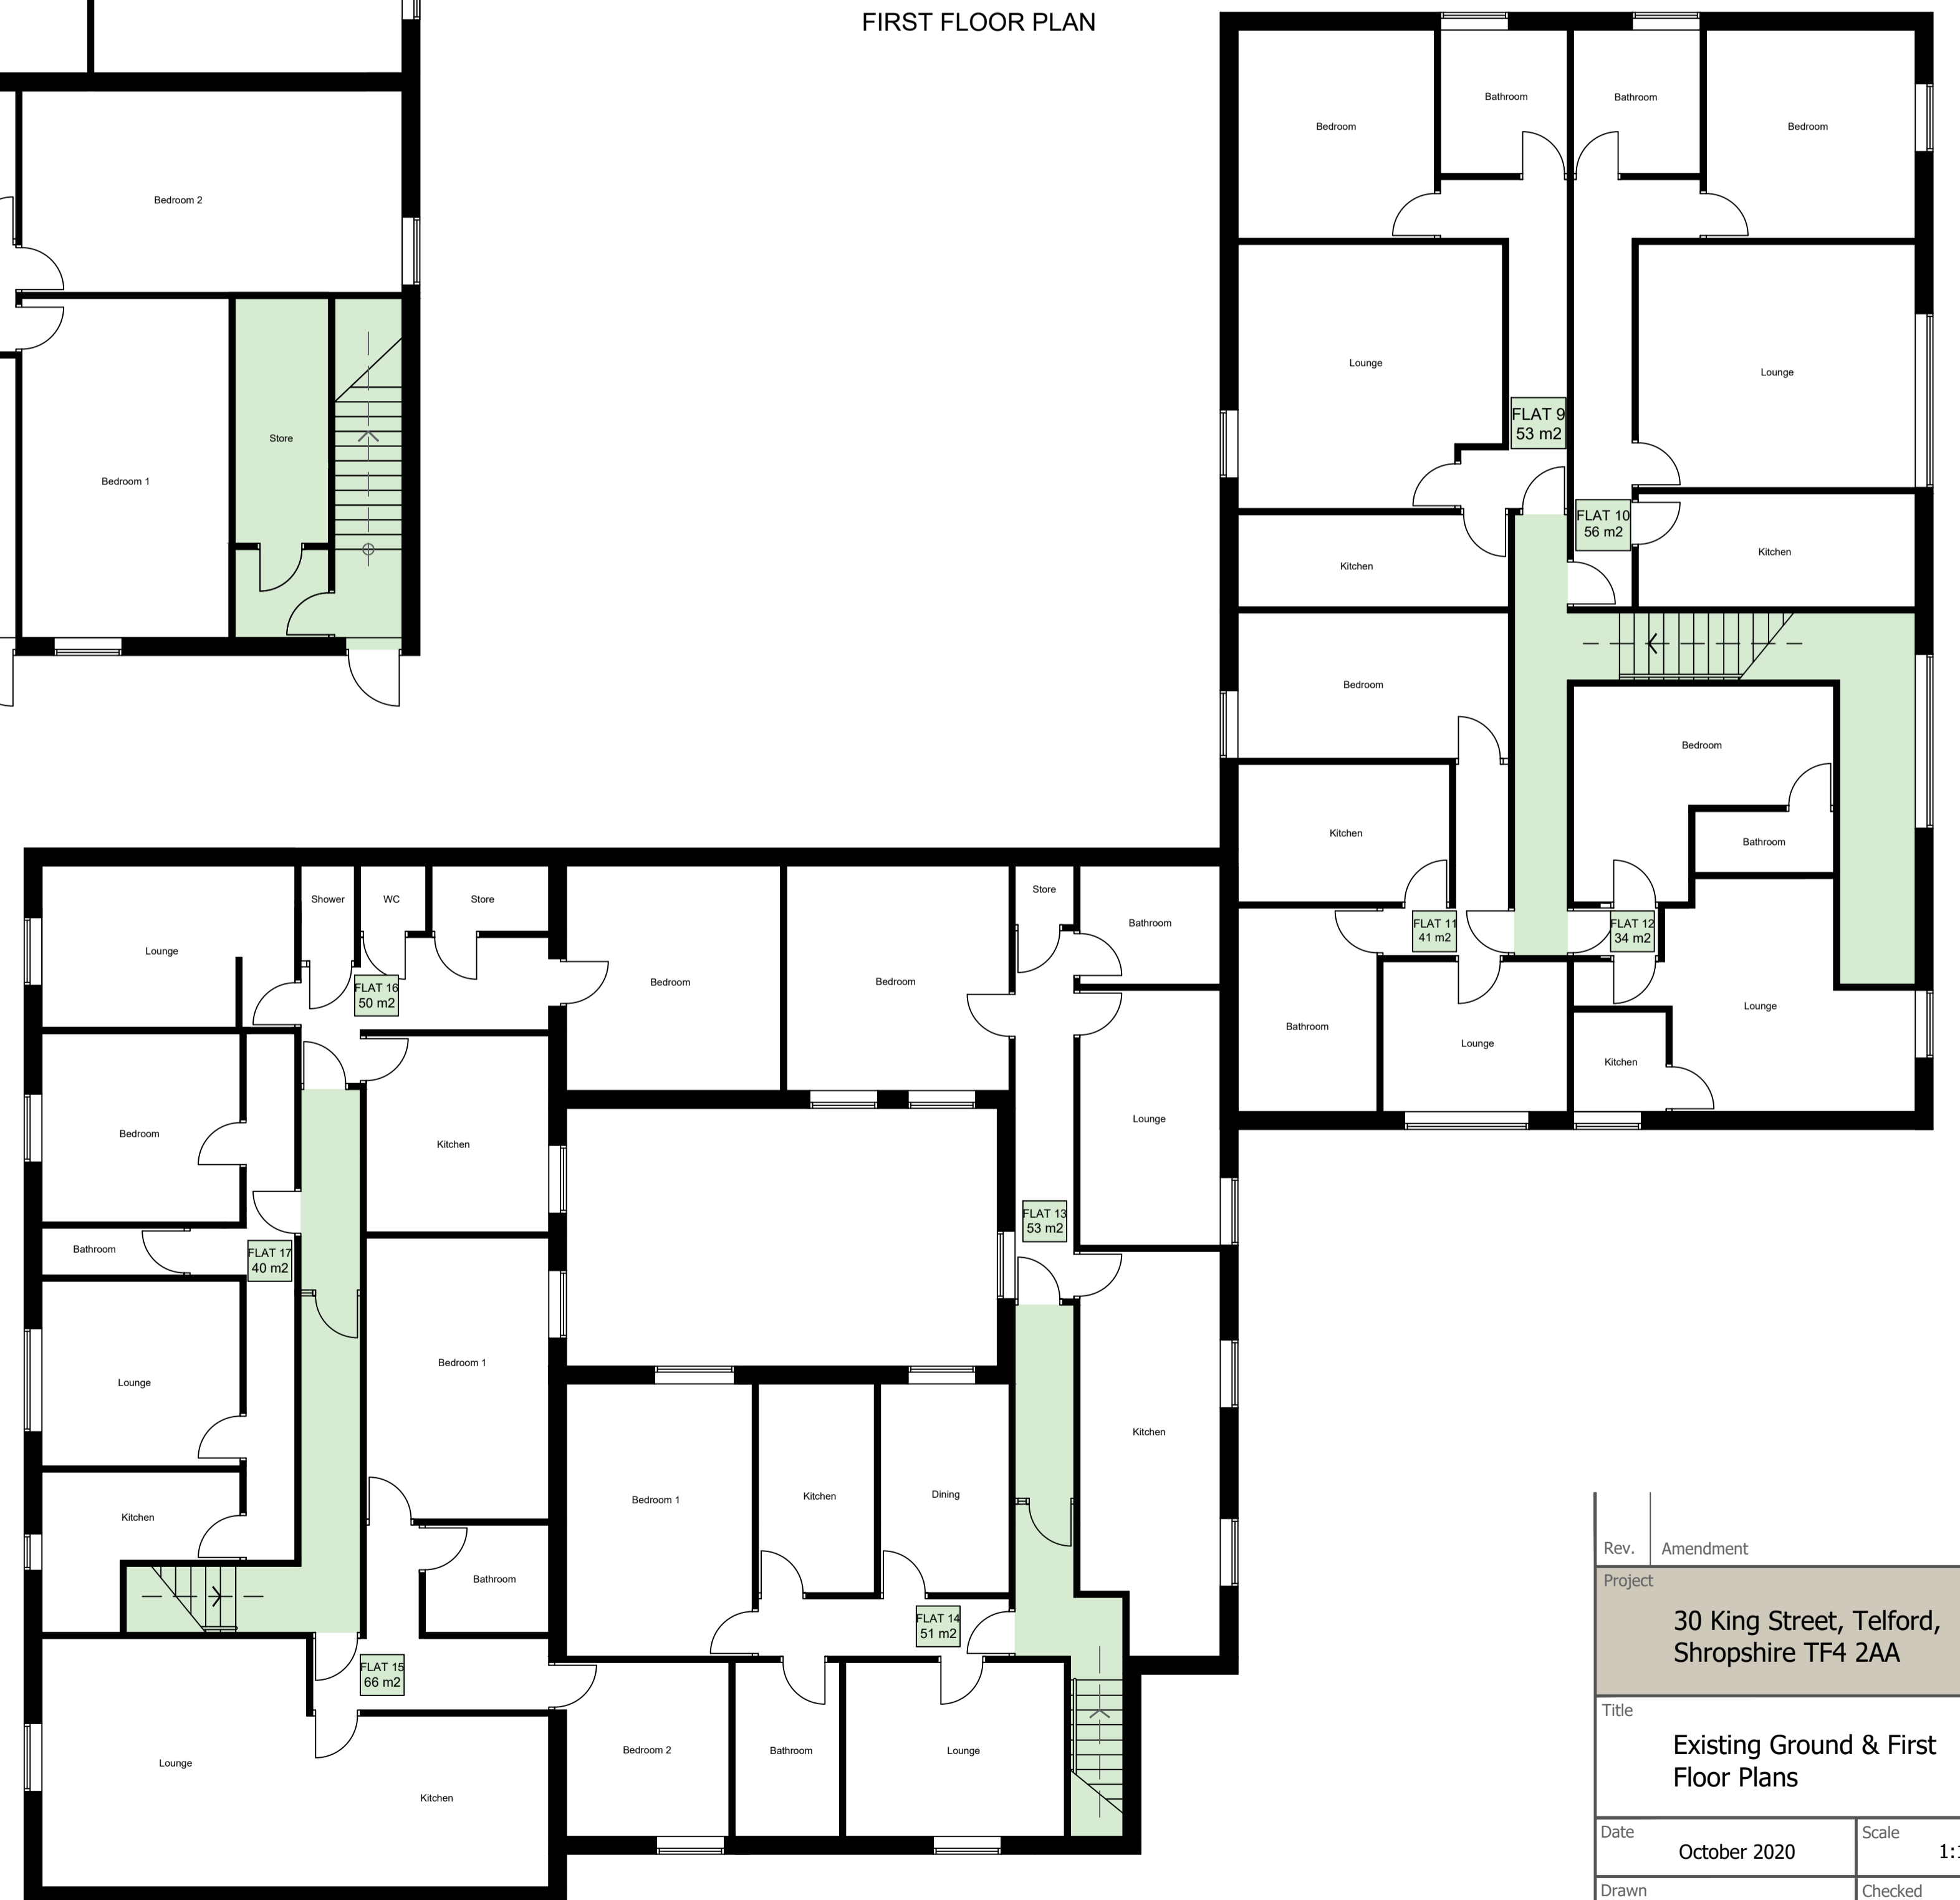 FIRST FLOOR PLAN
Bedroom 2
Store
Bedroom 1
Bedroom
Bathroom
Bathroom
Bedroom
Lounge
Lounge
FLAT 9
53 m2
FLAT 10
56 m2
Kitchen
Kitchen
Bedroom
Bedroom
Kitchen
Bathroom
FLAT 11
41 m2
FLAT 12
34 m2
Bathroom
Lounge
Kitchen
Lounge
Lounge
Shower
WC
Store
FLAT 16
50 m2
Bedroom
Bedroom
Store
Bathroom
Bedroom
Kitchen
Lounge
Bathroom
FLAT 17
40 m2
FLAT 13
53 m2
Lounge
Bedroom 1
Kitchen
Kitchen
Bedroom 1
Kitchen
Dining
Bathroom
FLAT 14
51 m2
FLAT 15
66 m2
Lounge
Kitchen
Bedroom 2
Bathroom
Lounge
Rev.
Amendment
Project
30 King Street, Telford,
Shropshire TF4 2AA
Title
Existing Ground & First
Floor Plans
Date
October 2020
Scale
Drawn
Checked